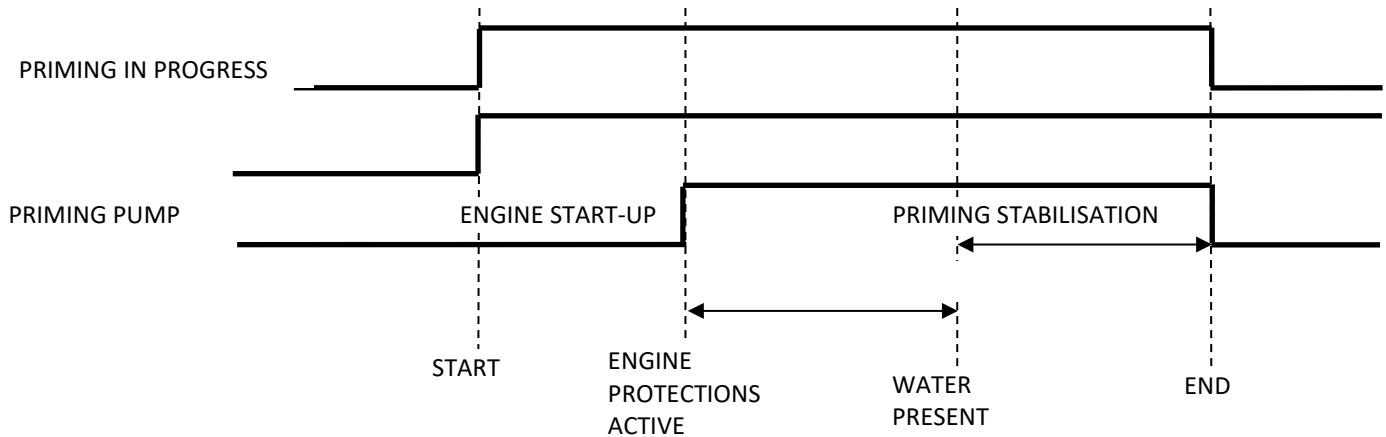 PRIMING IN PROGRESS
PRIMING PUMP
ENGINE START-UP
PRIMING STABILISATION
START
ENGINE
PROTECTIONS
ACTIVE
WATER
PRESENT
END